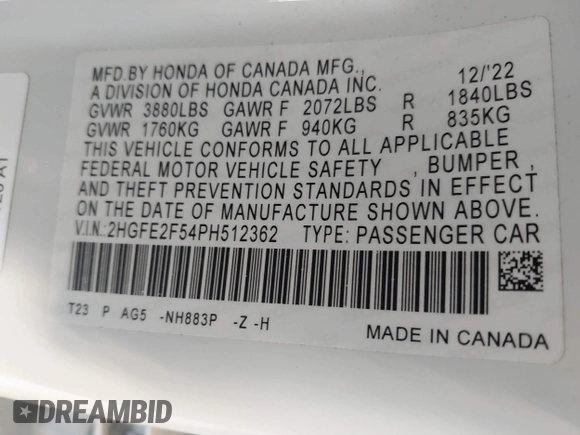 MFD.BY HONDA OF CANADA MFG.,
A DIVISION OF HONDA CANADA INC. 12/'22
GVWR 3880LBS GAWR F 2072LBS R 1840LBS
GVWR 1760KG GAWR F 940KG R 835KG
THIS VEHICLE CONFORMS TO ALL APPLICABLE
FEDERAL MOTOR VEHICLE SAFETY , BUMPER ,
AND THEFT PREVENTION STANDARDS IN EFFECT
ON THE DATE OF MANUFACTURE SHOWN ABOVE.
V.I.N.:2HGFE2F54PH512362 TYPE: PASSENGER CAR
T23 P AG5 -NH883P -Z -H
MADE IN CANADA
DREAMBID